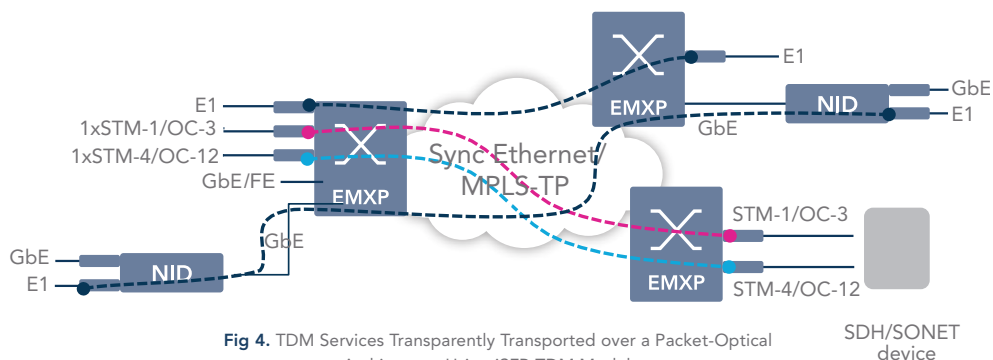 E1
1xSTM-1/OC-3
1xSTM-4/OC-12
GbE/FE
EMXP
GbE
GbE
E1
NID
Sync Ethernet/
MPLS-TP
EMXP
E1
GbE
NID
GbE
E1
EMXP
STM-1/OC-3
STM-4/OC-12
SDH/SONET
device
Fig 4. TDM Services Transparently Transported over a Packet-Optical